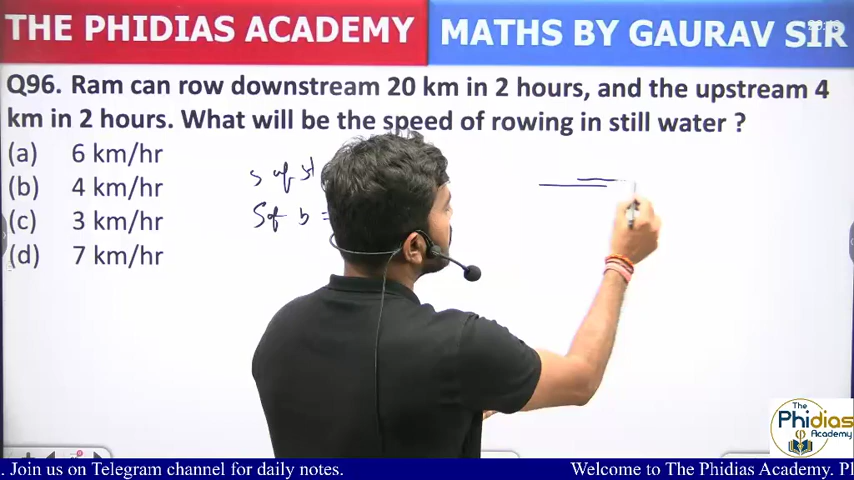 THE PHIDIAS ACADEMY
MATHS BY GAURAV SIR
Q96. Ram can row downstream 20 km in 2 hours, and the upstream 4
km in 2 hours. What will be the speed of rowing in still water ?
(a) 6 km/hr
(b) 4 km/hr
(c) 3 km/hr
(d) 7 km/hr
s of st
S of b =
The
Phidias
Academy
. Join us on Telegram channel for daily notes.
Welcome to The Phidias Academy. Pl